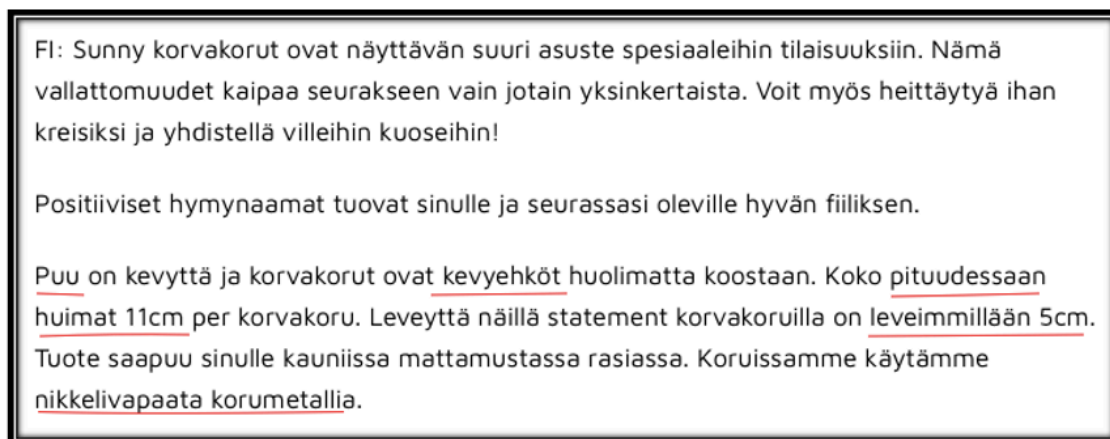 FI: Sunny korvakorut ovat näyttävän suuri asuste spesiaaleihin tilaisuuksiin. Nämä
vallattomuudet kaipaa seurakseen vain jotain yksinkertaista. Voit myös heittäytyä ihan
kreisiksi ja yhdistellä villeihin kuoseihin!
Positiiviset hymynaamat tuovat sinulle ja seurassasi oleville hyvän fiiliksen.
Puu on kevyttä ja korvakorut ovat kevyehköt huolimatta koostaan. Koko pituudessaan
huimat 11cm per korvakoru. Leveyttä näillä statement korvakoruilla on leveimmillään 5cm.
Tuote saapuu sinulle kauniissa mattamustassa rasiassa. Koruissamme käytämme
nikkelivapaata korumetallia.